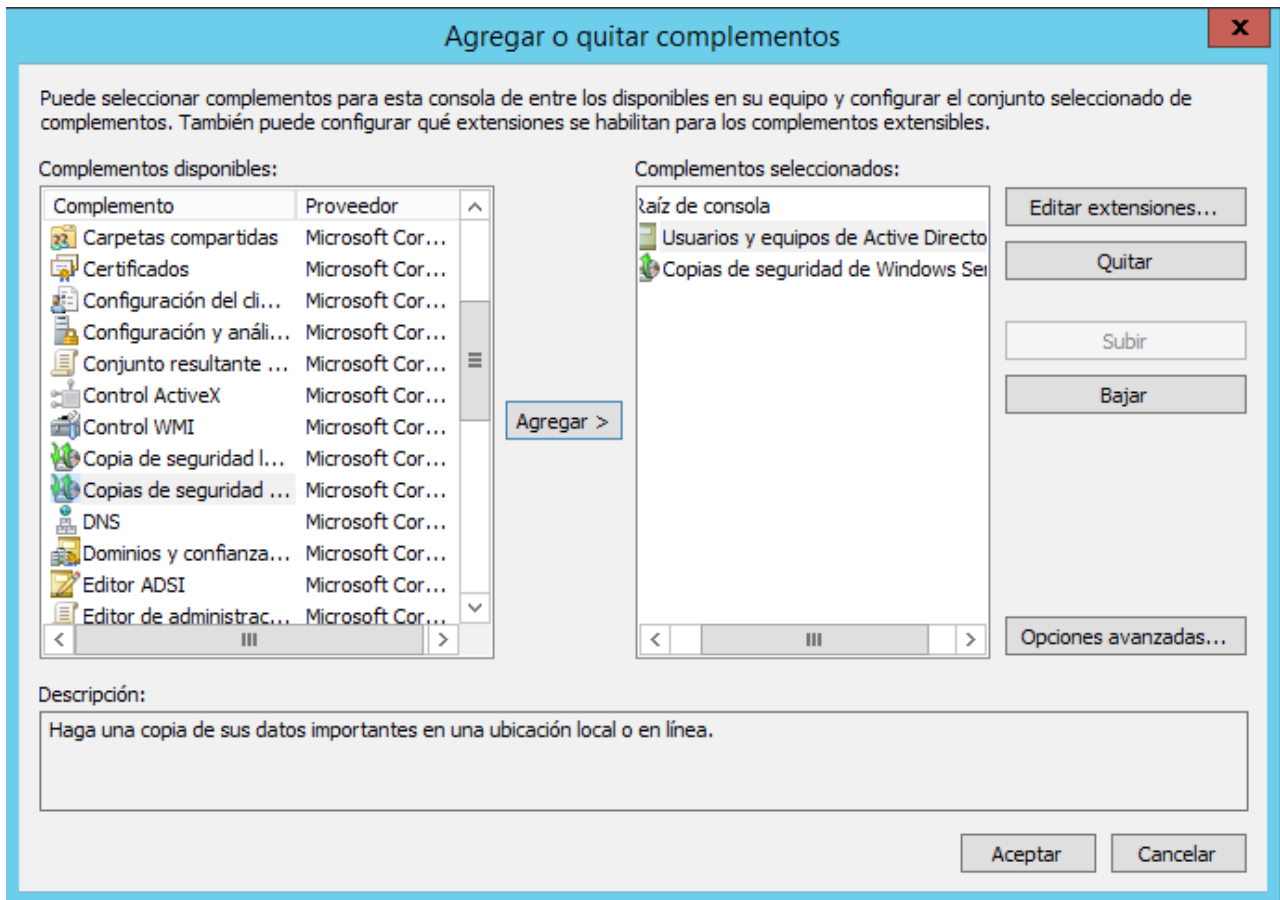 Agregar o quitar complementos
x
Puede seleccionar complementos para esta consola de entre los disponibles en su equipo y configurar el conjunto seleccionado de
complementos. También puede configurar qué extensiones se habilitan para los complementos extensibles.
Complementos disponibles:
Complemento Proveedor
Carpetas compartidas Microsoft Cor...
Certificados Microsoft Cor...
Configuración del cli... Microsoft Cor...
Configuración y análi... Microsoft Cor...
Conjunto resultante ... Microsoft Cor...
Control ActiveX Microsoft Cor...
Control WMI Microsoft Cor...
Copia de seguridad l... Microsoft Cor...
Copias de seguridad ... Microsoft Cor...
DNS Microsoft Cor...
Dominios y confianza... Microsoft Cor...
Editor ADSI Microsoft Cor...
Editor de administrac... Microsoft Cor...
Agregar >
Complementos seleccionados:
Raíz de consola
Usuarios y equipos de Active Directo
Copias de seguridad de Windows Ser
Editar extensiones...
Quitar
Subir
Bajar
Opciones avanzadas...
Descripción:
Haga una copia de sus datos importantes en una ubicación local o en línea.
Aceptar Cancelar